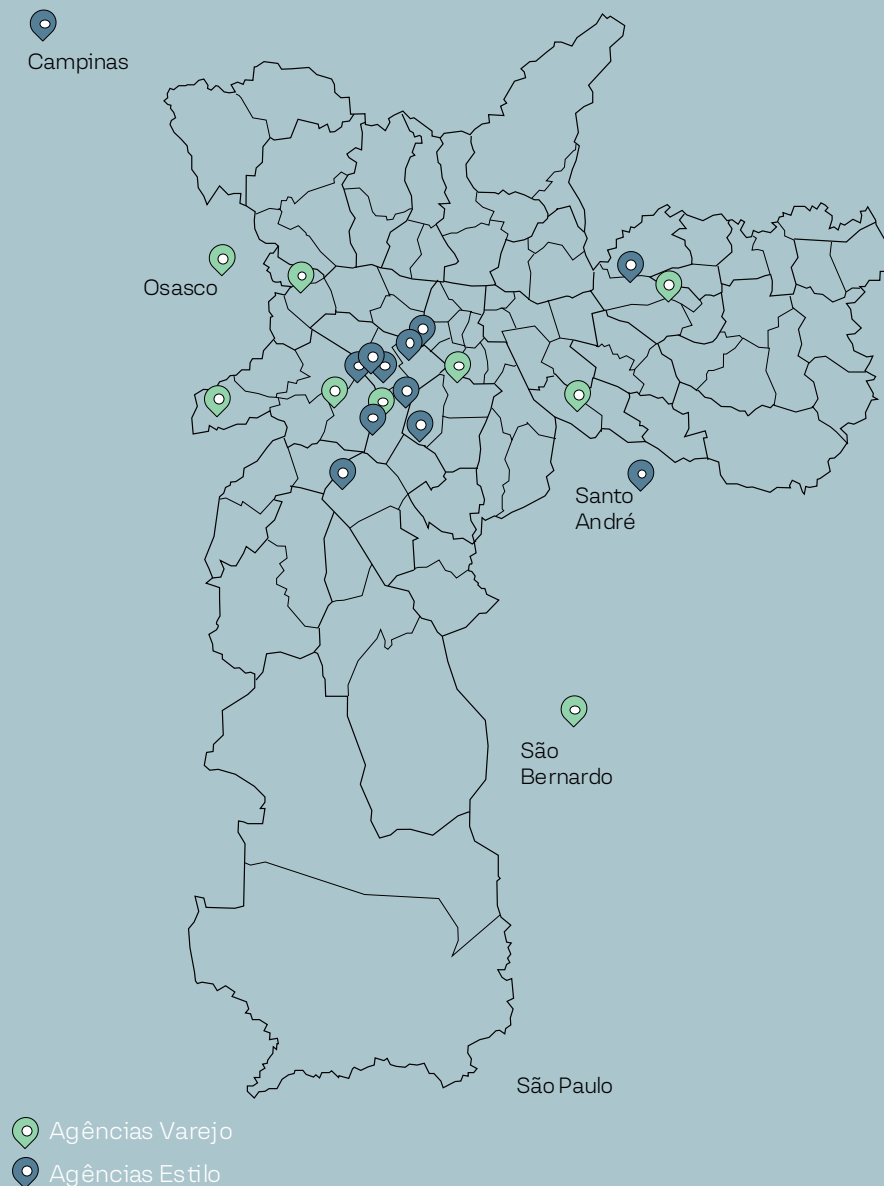 Campinas
Osasco
Santo
André
São
Bernardo
São Paulo
Agências Varejo
Agências Estilo